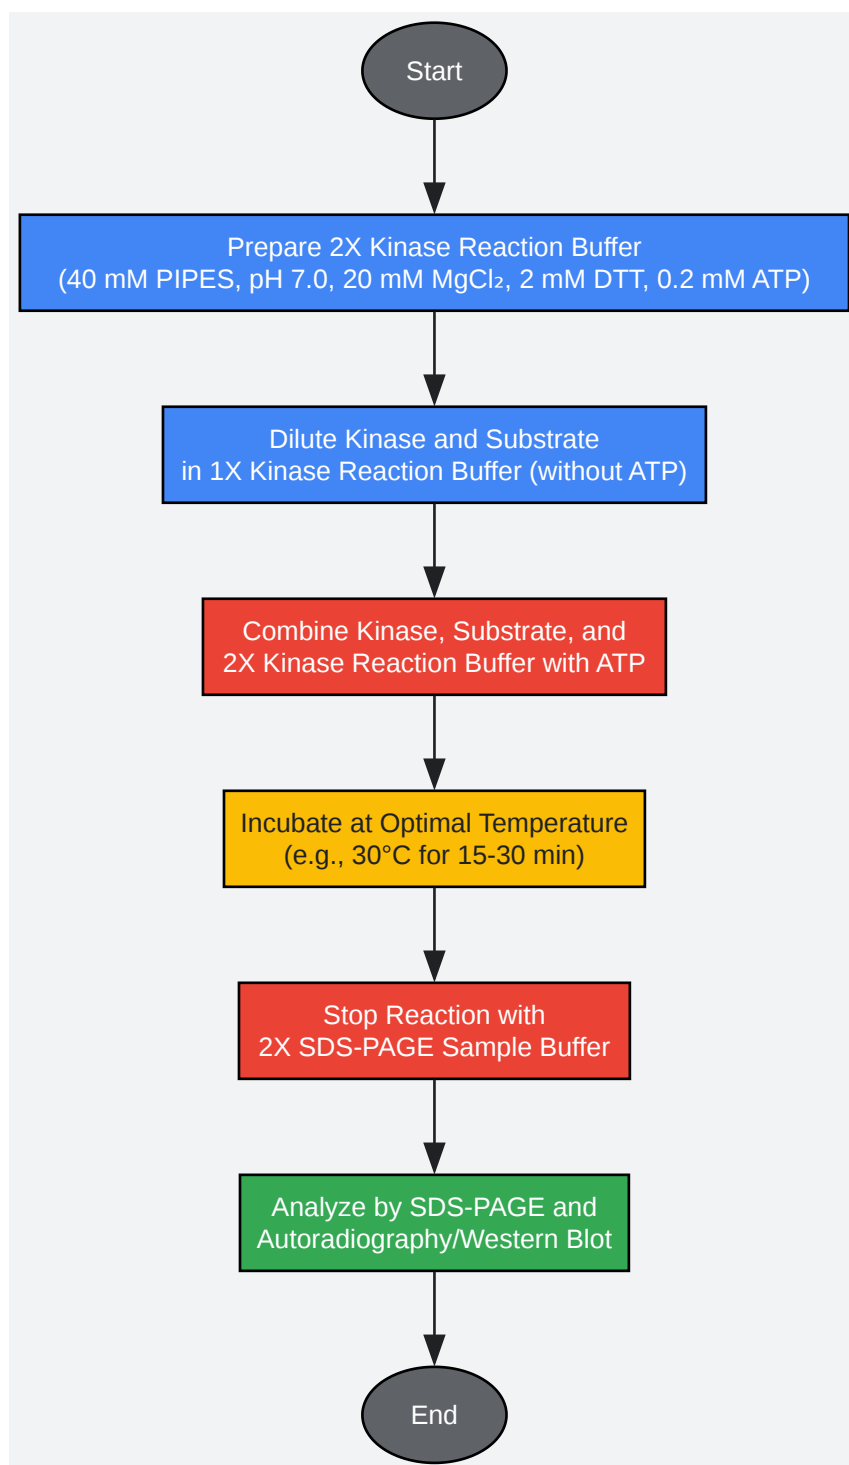 Start
Prepare 2X Kinase Reaction Buffer
(40 mM PIPES, pH 7.0, 20 mM MgCl₂, 2 mM DTT, 0.2 mM ATP)
Dilute Kinase and Substrate
in 1X Kinase Reaction Buffer (without ATP)
Combine Kinase, Substrate, and
2X Kinase Reaction Buffer with ATP
Incubate at Optimal Temperature
(e.g., 30°C for 15-30 min)
Stop Reaction with
2X SDS-PAGE Sample Buffer
Analyze by SDS-PAGE and
Autoradiography/Western Blot
End